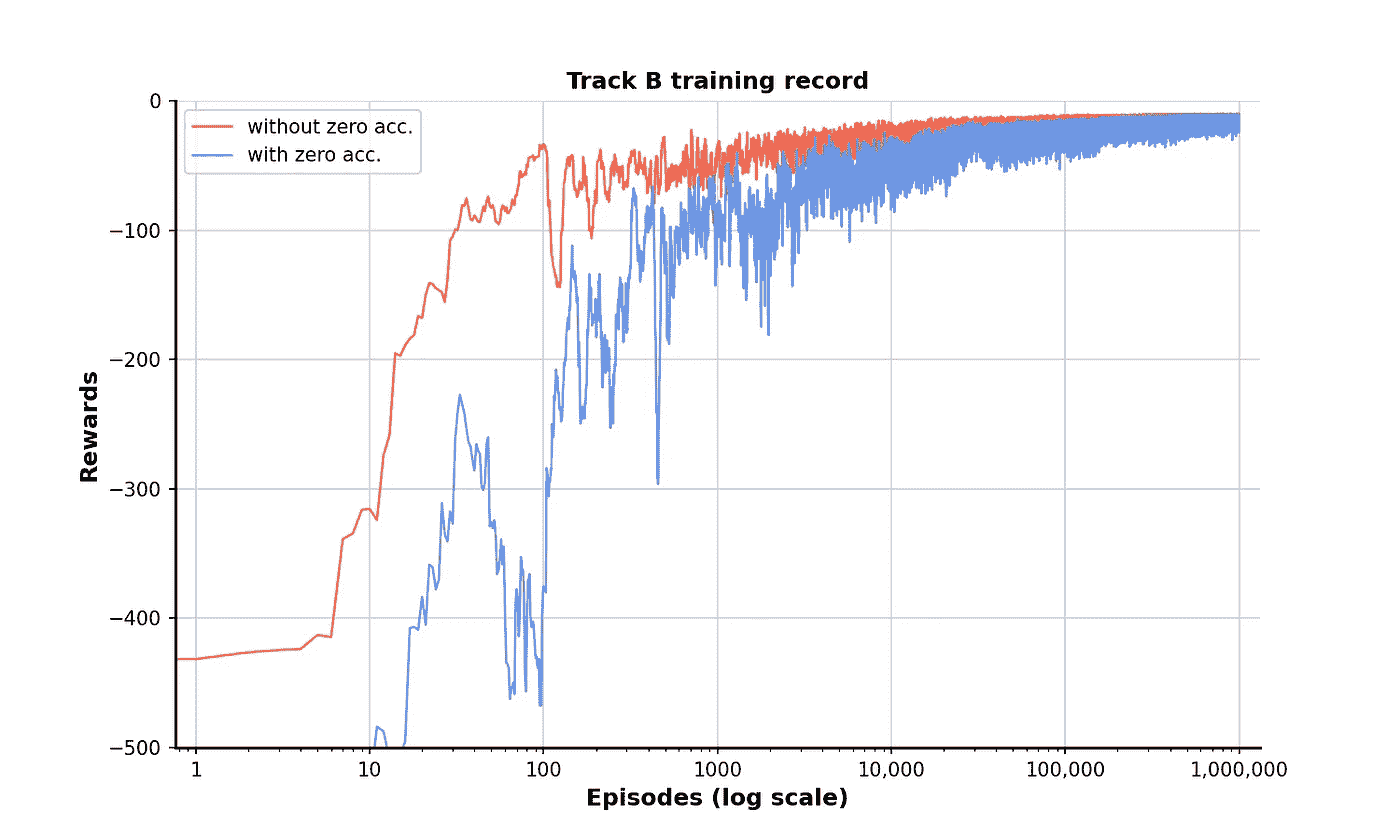 Track B training record
without zero acc.
with zero acc.
Rewards
0
−100
−200
−300
−400
−500
1
10
100
1000
10,000
100,000
1,000,000
Episodes (log scale)